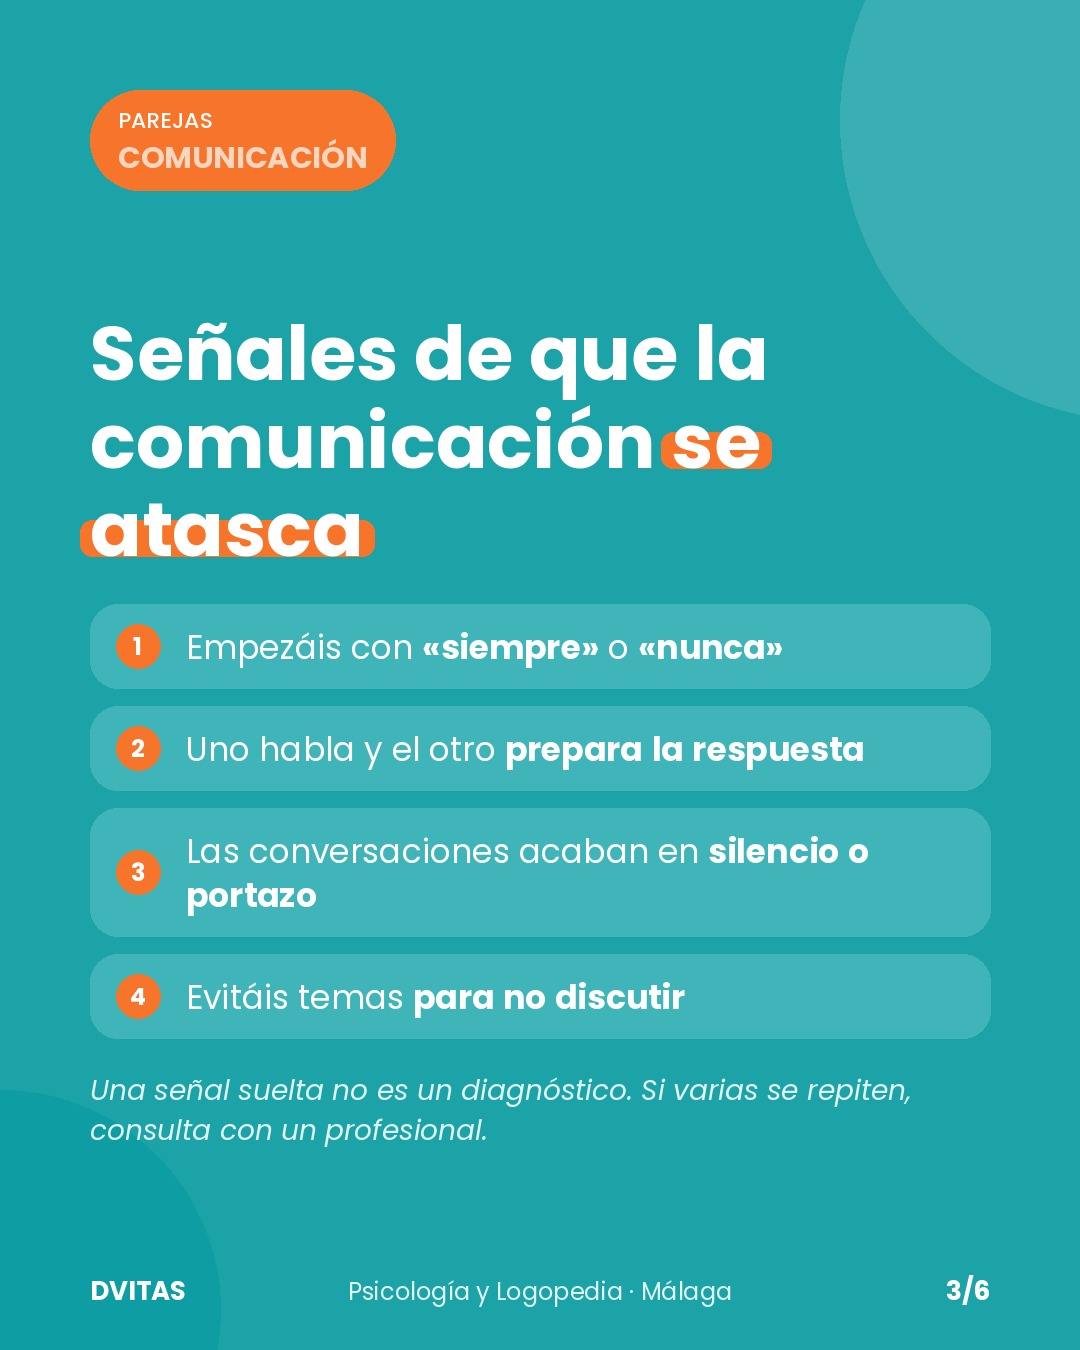 PAREJAS
COMUNICACIÓN
Señales de que la
comunicación se
atasca
1 Empezáis con «siempre» o «nunca»
2 Uno habla y el otro prepara la respuesta
3 Las conversaciones acaban en silencio o
portazo
4 Evitáis temas para no discutir
Una señal suelta no es un diagnóstico. Si varias se repiten,
consulta con un profesional.
DVITAS Psicología y Logopedia · Málaga 3/6